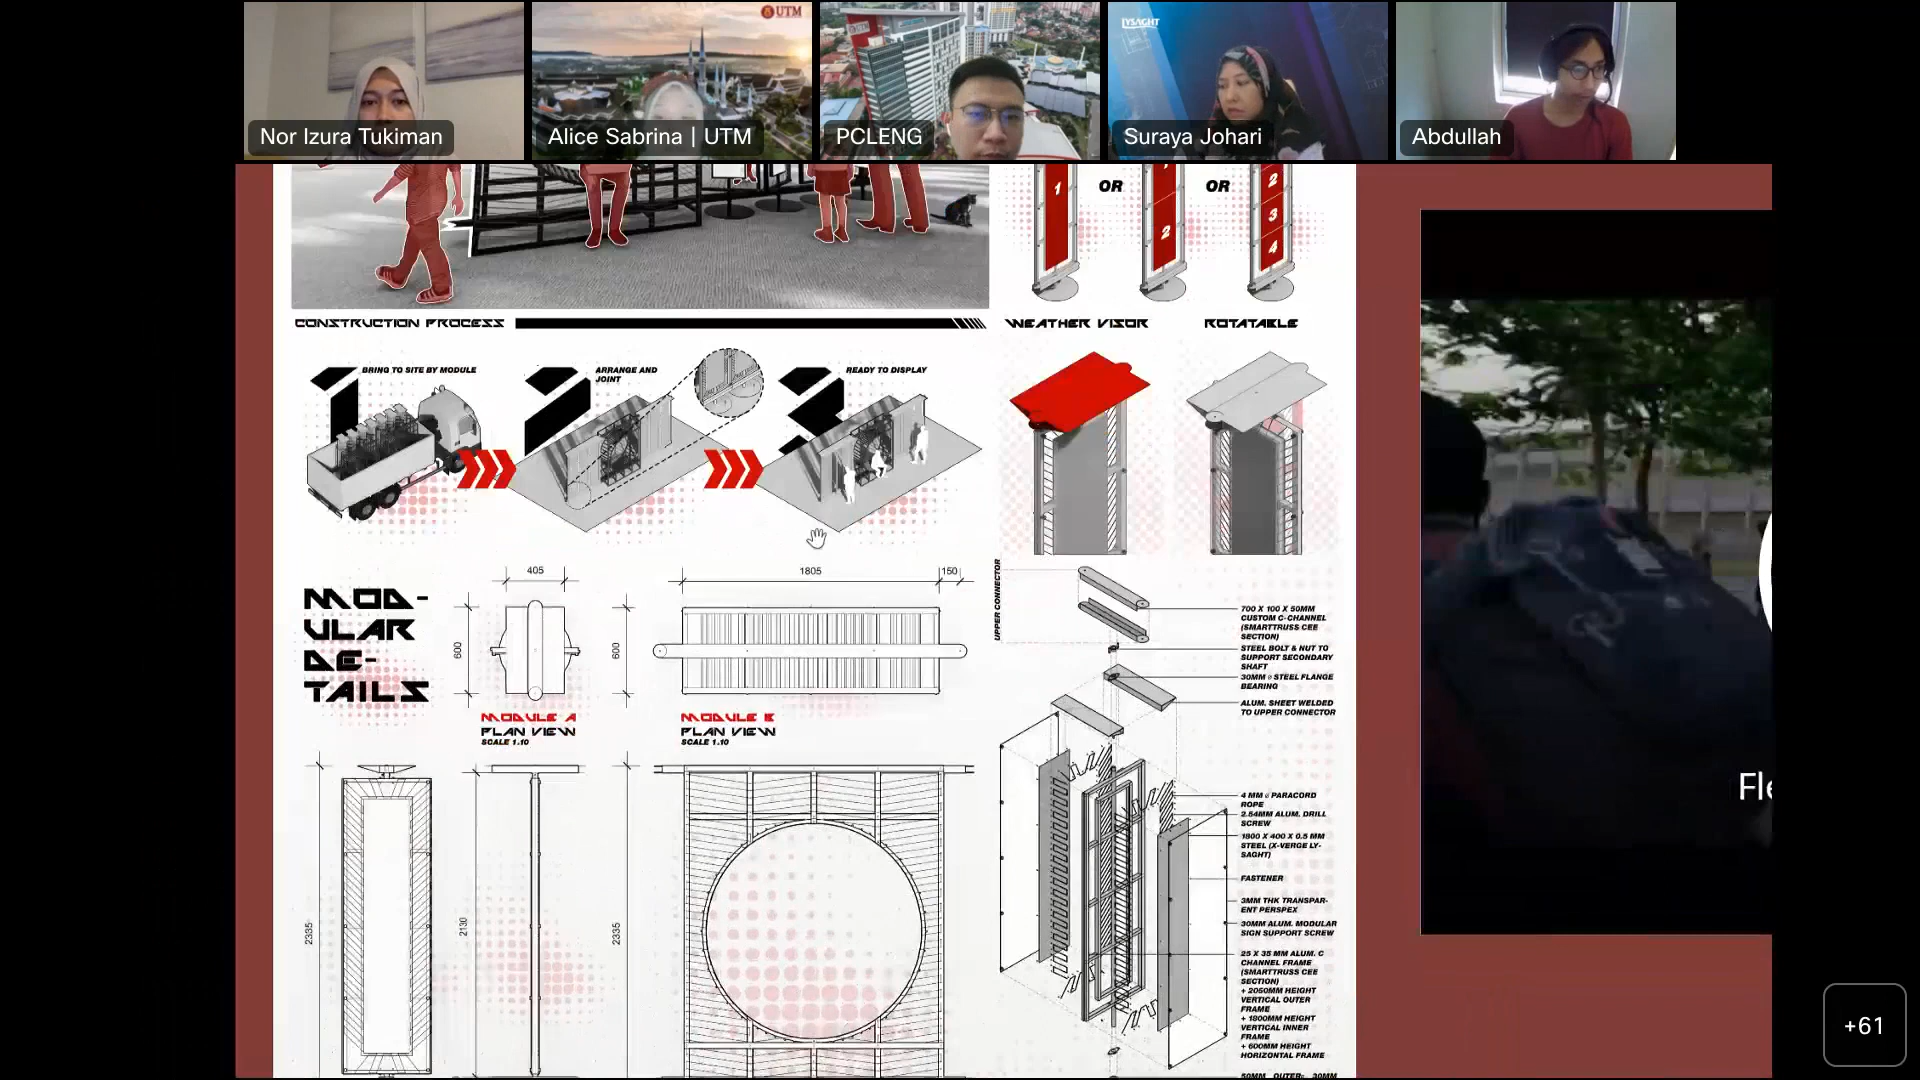 UTM
LYSAGHT
Nor Izura Tukiman
Alice Sabrina | UTM
PCLENG
Suraya Johari
Abdullah
1
OR
2
OR
2
3
4
CONSTRUCTION PROCESS
WEATHER VISOR
ROTATABLE
1
BRING TO SITE BY MODULE
2
ARRANGE AND
JOINT
3
READY TO DISPLAY
MOD-
ULAR
DE-
TAILS
405
600
MODULE A
PLAN VIEW
SCALE 1.10
1805
150
600
MODULE B
PLAN VIEW
SCALE 1.10
2335
2130
2335
UPPER CONNECTOR
700 X 100 X 50MM
CUSTOM C-CHANNEL
(SMARTTRUSS CEE
SECTION)
STEEL BOLT & NUT TO
SUPPORT SECONDARY
SHAFT
30MM ⌀ STEEL FLANGE
BEARING
ALUM. SHEET WELDED
TO UPPER CONNECTOR
4 MM ⌀ PARACORD
ROPE
2.54MM ALUM. DRILL
SCREW
1800 X 400 X 0.5 MM
STEEL (X-VERGE LY-
SAGHT)
FASTENER
3MM THK TRANSPAR-
ENT PERSPEX
30MM ALUM. MODULAR
SIGN SUPPORT SCREW
25 X 35 MM ALUM. C
CHANNEL FRAME
(SMARTTRUSS CEE
SECTION)
+ 2050MM HEIGHT
VERTICAL OUTER
FRAME
+ 1800MM HEIGHT
VERTICAL INNER
FRAME
+ 600MM HEIGHT
HORIZONTAL FRAME
Fle
+61